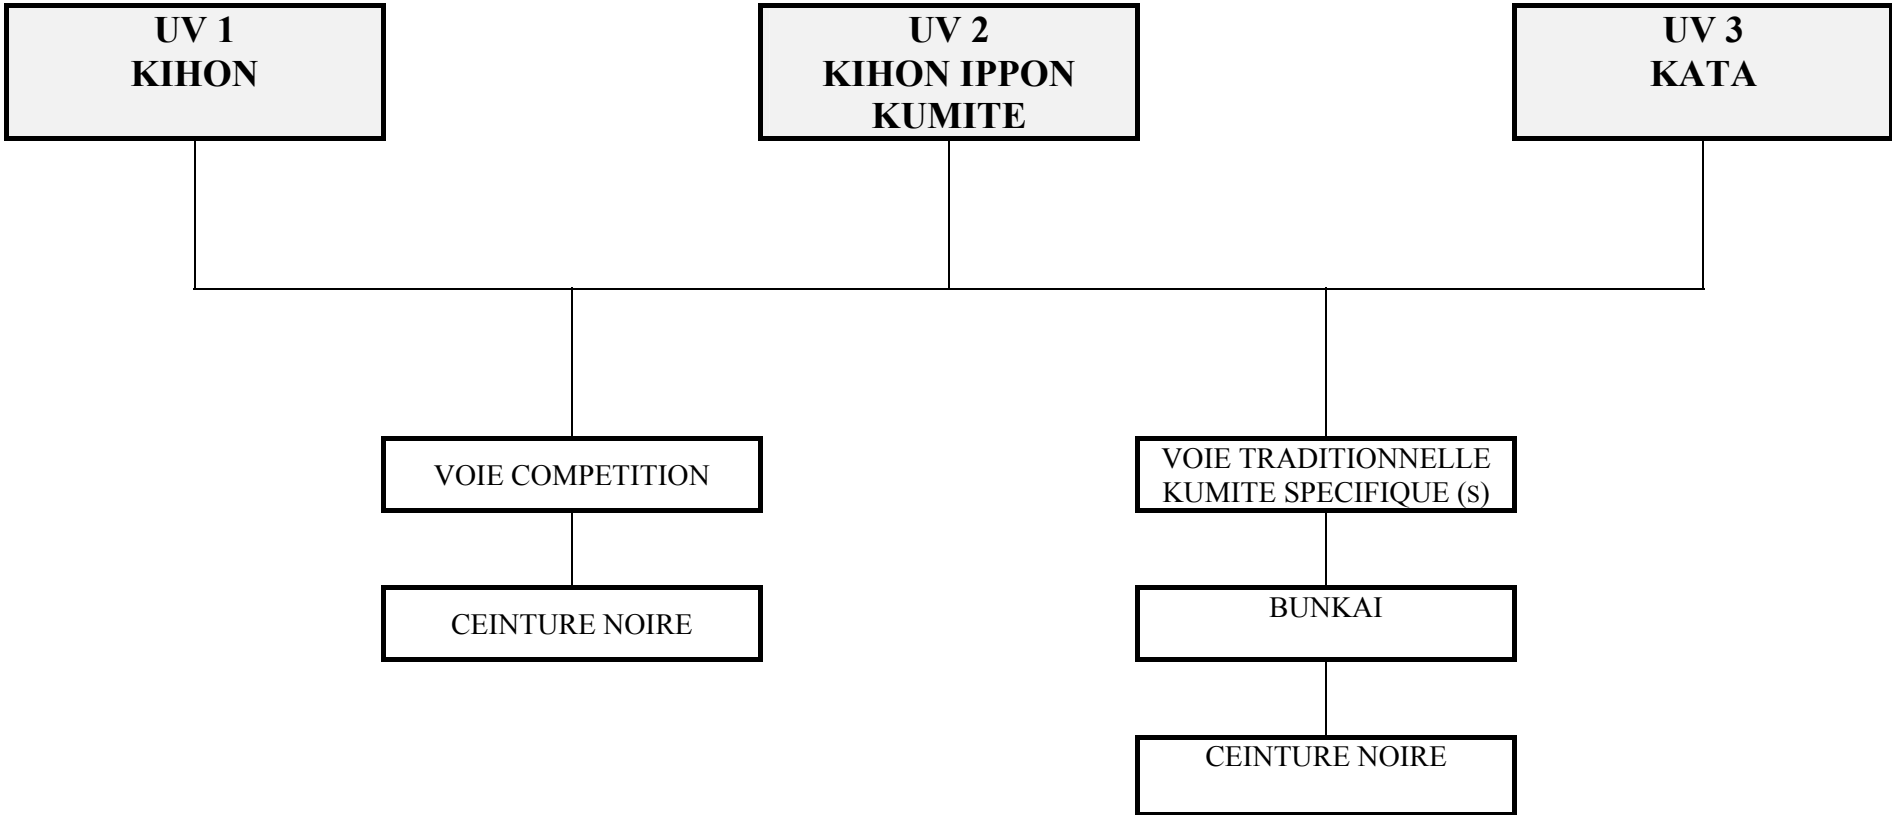 UV 1
KIHON
UV 2
KIHON IPPON
KUMITE
UV 3
KATA
VOIE COMPETITION
VOIE TRADITIONNELLE
KUMITE SPECIFIQUE (S)
CEINTURE NOIRE
BUNKAI
CEINTURE NOIRE